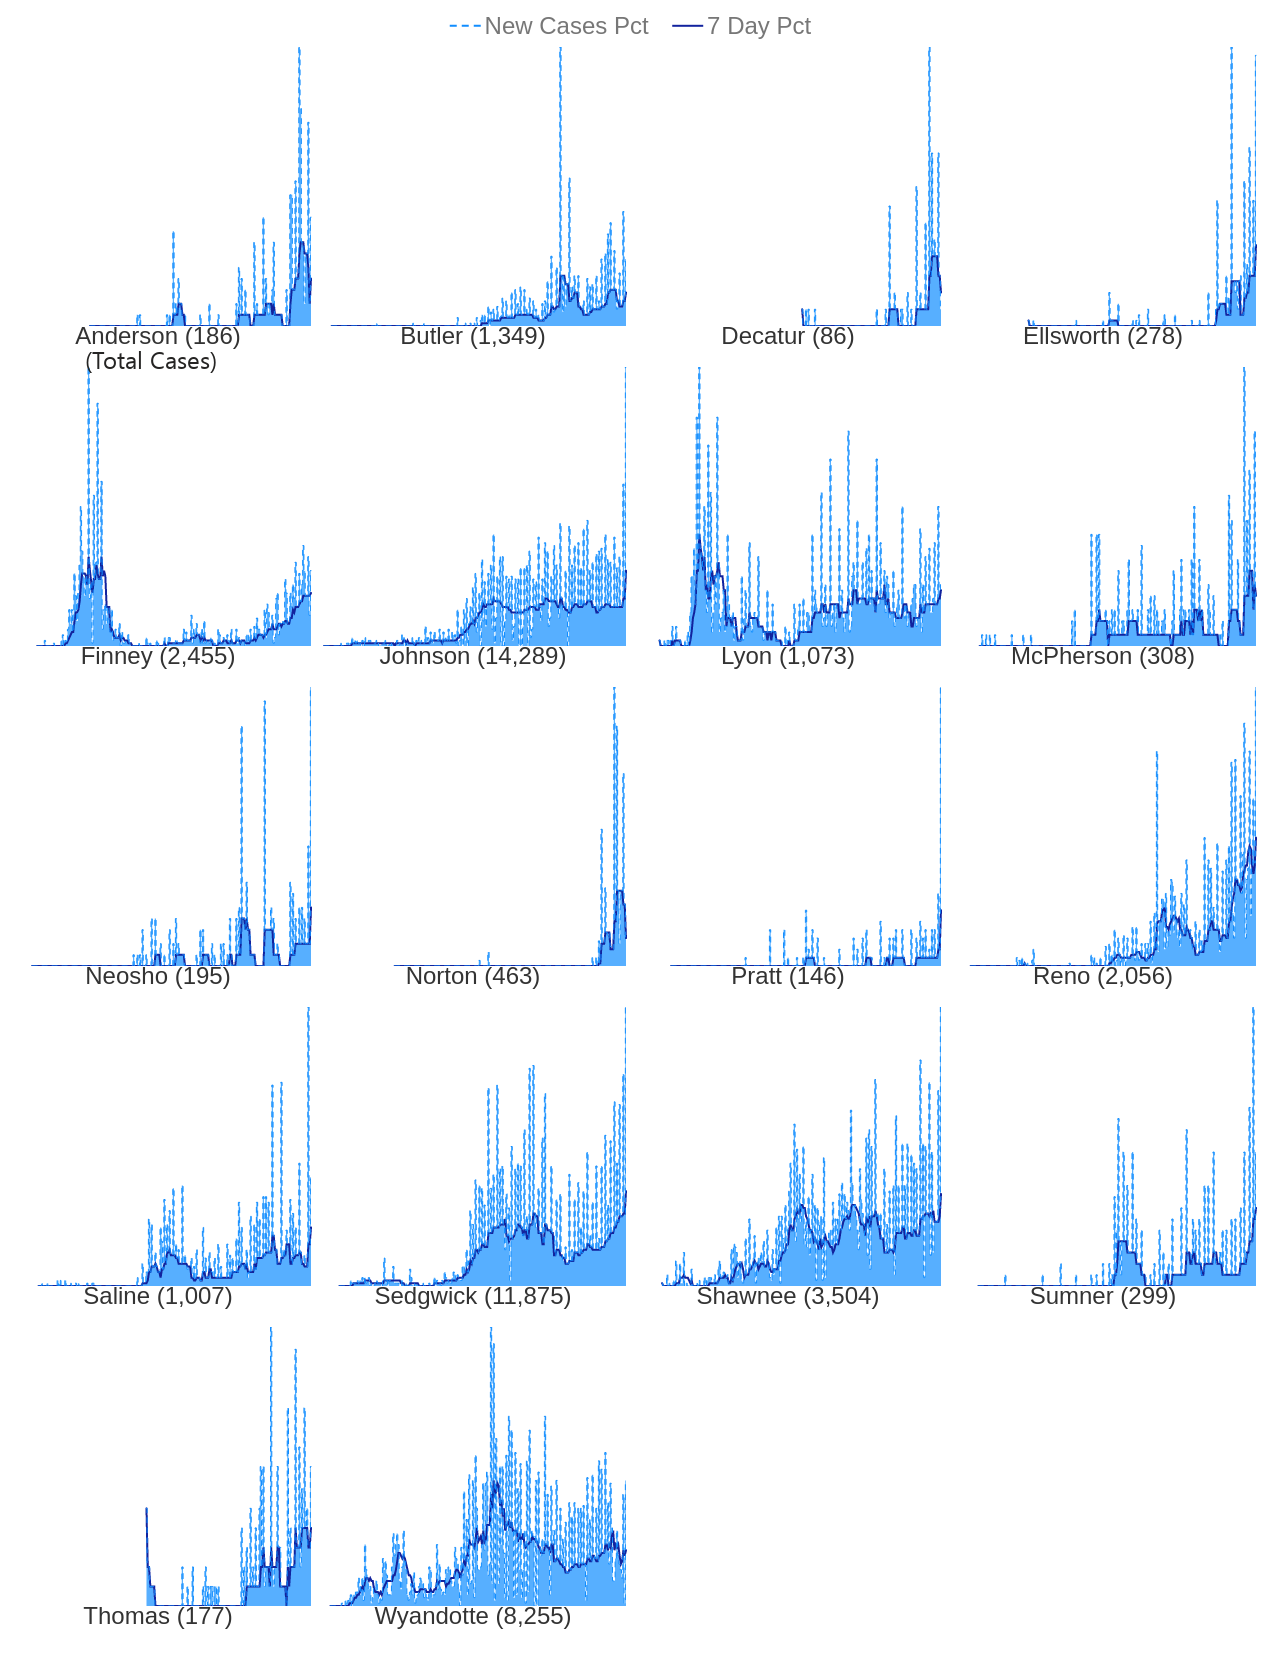 New Cases Pct 7 Day Pct
Anderson (186) Butler (1,349) Decatur (86) Ellsworth (278)
(Total Cases)
Finney (2,455) Johnson (14,289) Lyon (1,073) McPherson (308)
Neosho (195) Norton (463) Pratt (146) Reno (2,056)
Saline (1,007) Sedgwick (11,875) Shawnee (3,504) Sumner (299)
Thomas (177) Wyandotte (8,255)